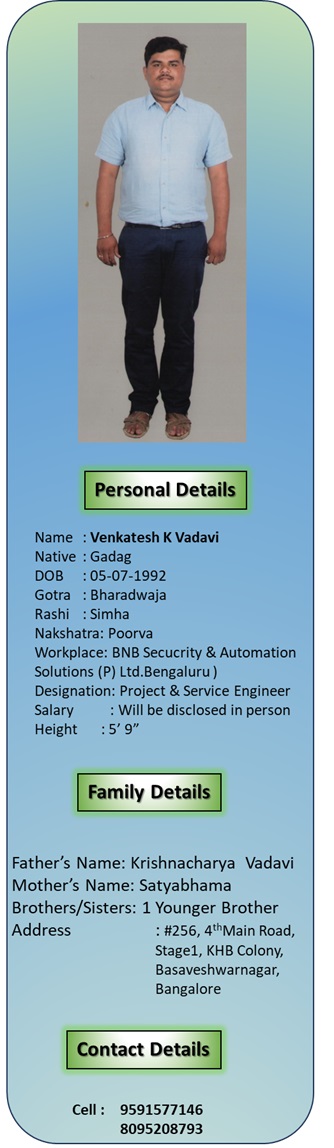 Personal Details
Name : Venkatesh K Vadavi
Native : Gadag
DOB : 05-07-1992
Gotra : Bharadwaja
Rashi : Simha
Nakshatra: Poorva
Workplace: BNB Secucrity & Automation
Solutions (P) Ltd.Bengaluru )
Designation: Project & Service Engineer
Salary : Will be disclosed in person
Height : 5’ 9”
Family Details
Father’s Name: Krishnacharya Vadavi
Mother’s Name: Satyabhama
Brothers/Sisters: 1 Younger Brother
Address : #256, 4thMain Road,
Stage1, KHB Colony,
Basaveshwarnagar,
Bangalore
Contact Details
Cell : 9591577146
8095208793